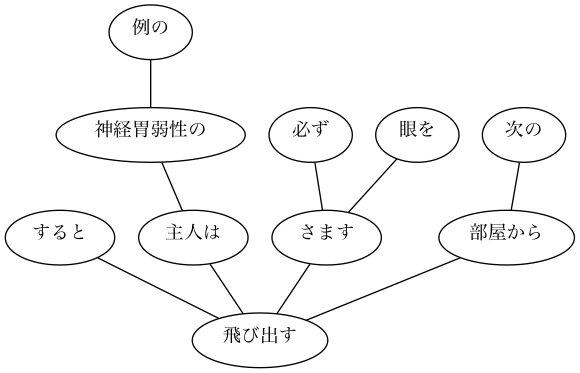 例の
神経胃弱性の
必ず
眼を
次の
すると
主人は
さます
部屋から
飛び出す